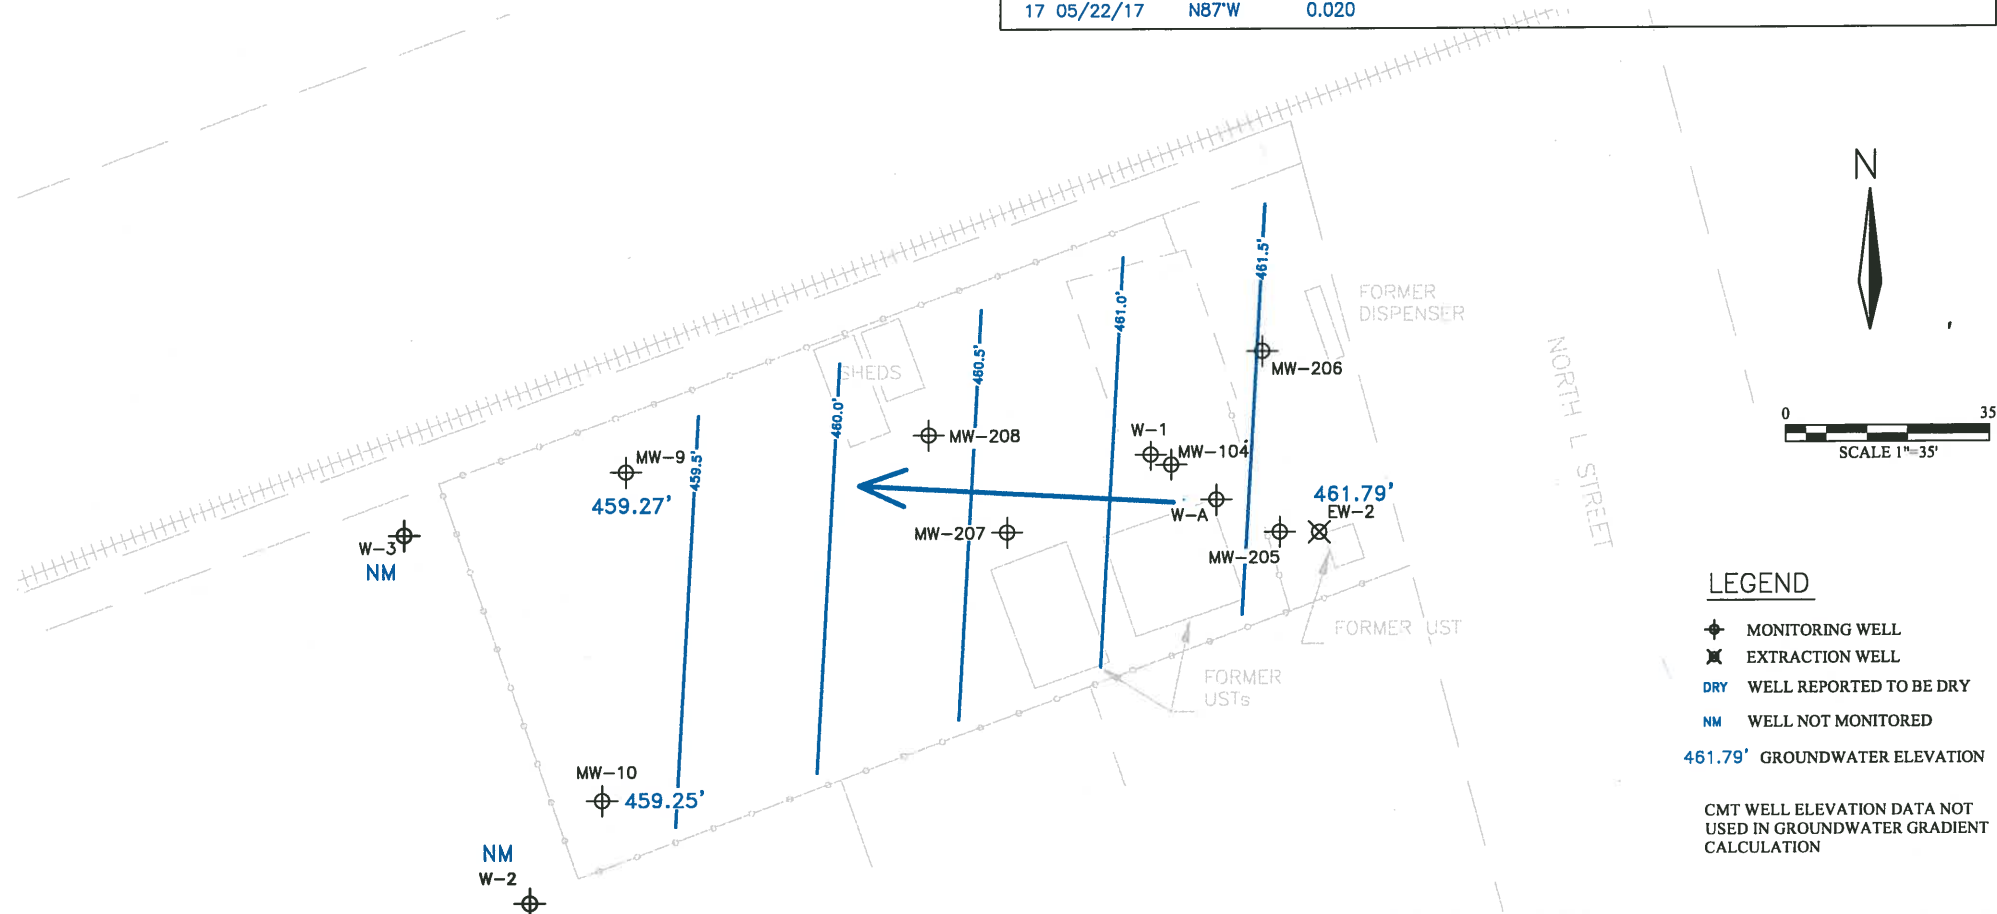 17 05/22/17 N87°W 0.020
N
461.5'
FORMER
DISPENSER
461.0'
460.5'
MW-206
SHEDS
460.0'
NORTH L STREET
0 35
SCALE 1"=35'
W-1
MW-208
MW-104
MW-9
459.5'
459.27'
461.79'
EW-2
W-A
MW-207
W-3
NM
MW-205
LEGEND
MONITORING WELL
FORMER UST
EXTRACTION WELL
FORMER
USTs
DRY WELL REPORTED TO BE DRY
NM WELL NOT MONITORED
461.79' GROUNDWATER ELEVATION
MW-10
459.25'
CMT WELL ELEVATION DATA NOT
USED IN GROUNDWATER GRADIENT
CALCULATION
NM
W-2